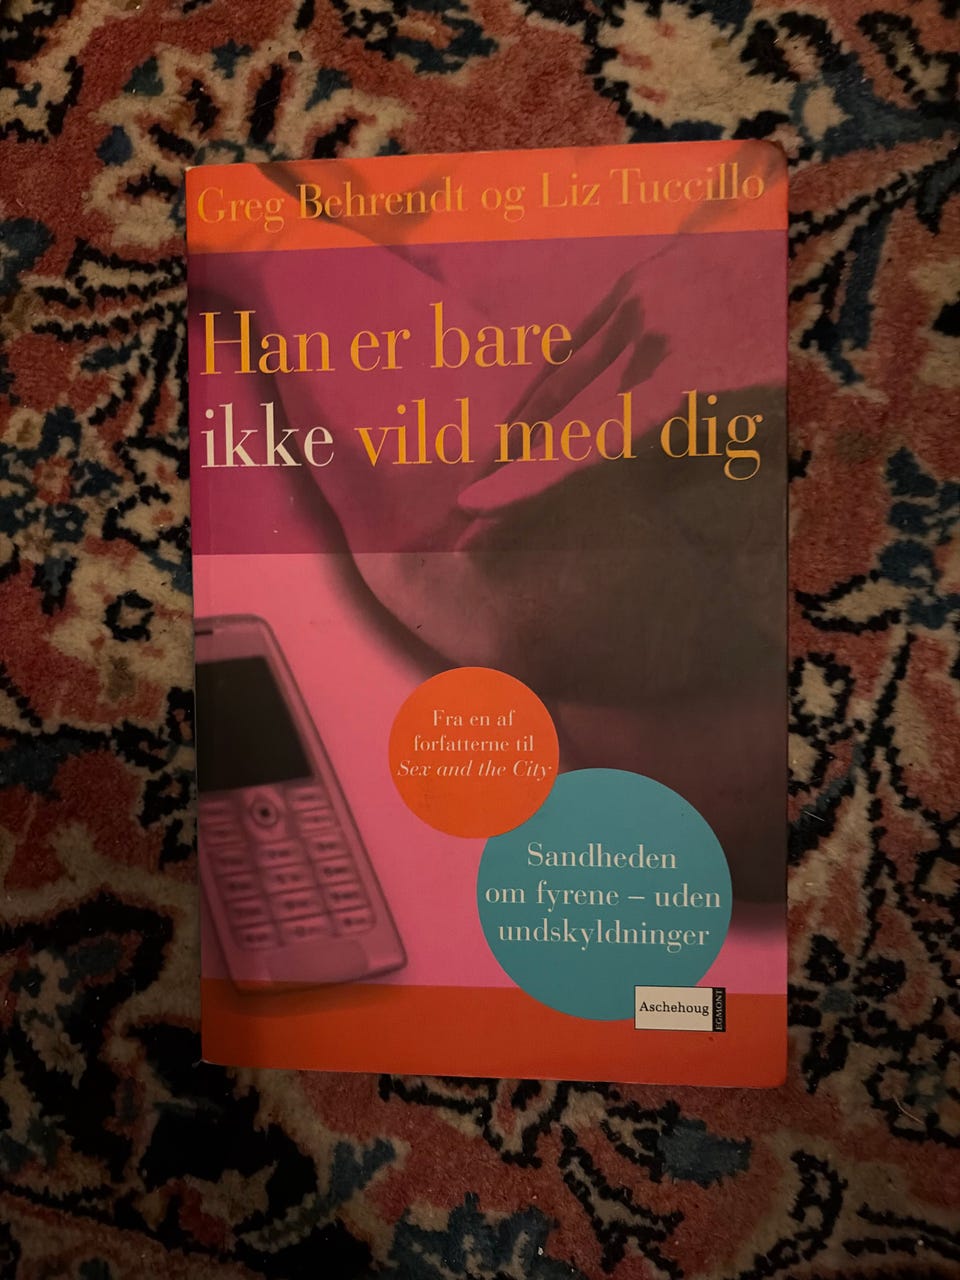 Greg Behrendt og Liz Tuccillo
Han er bare
ikke vild med dig
Fra en af
forfatterne til
Sex and the City
Sandheden
om fyrene – uden
undskyldninger
Aschehoug
EGMONT